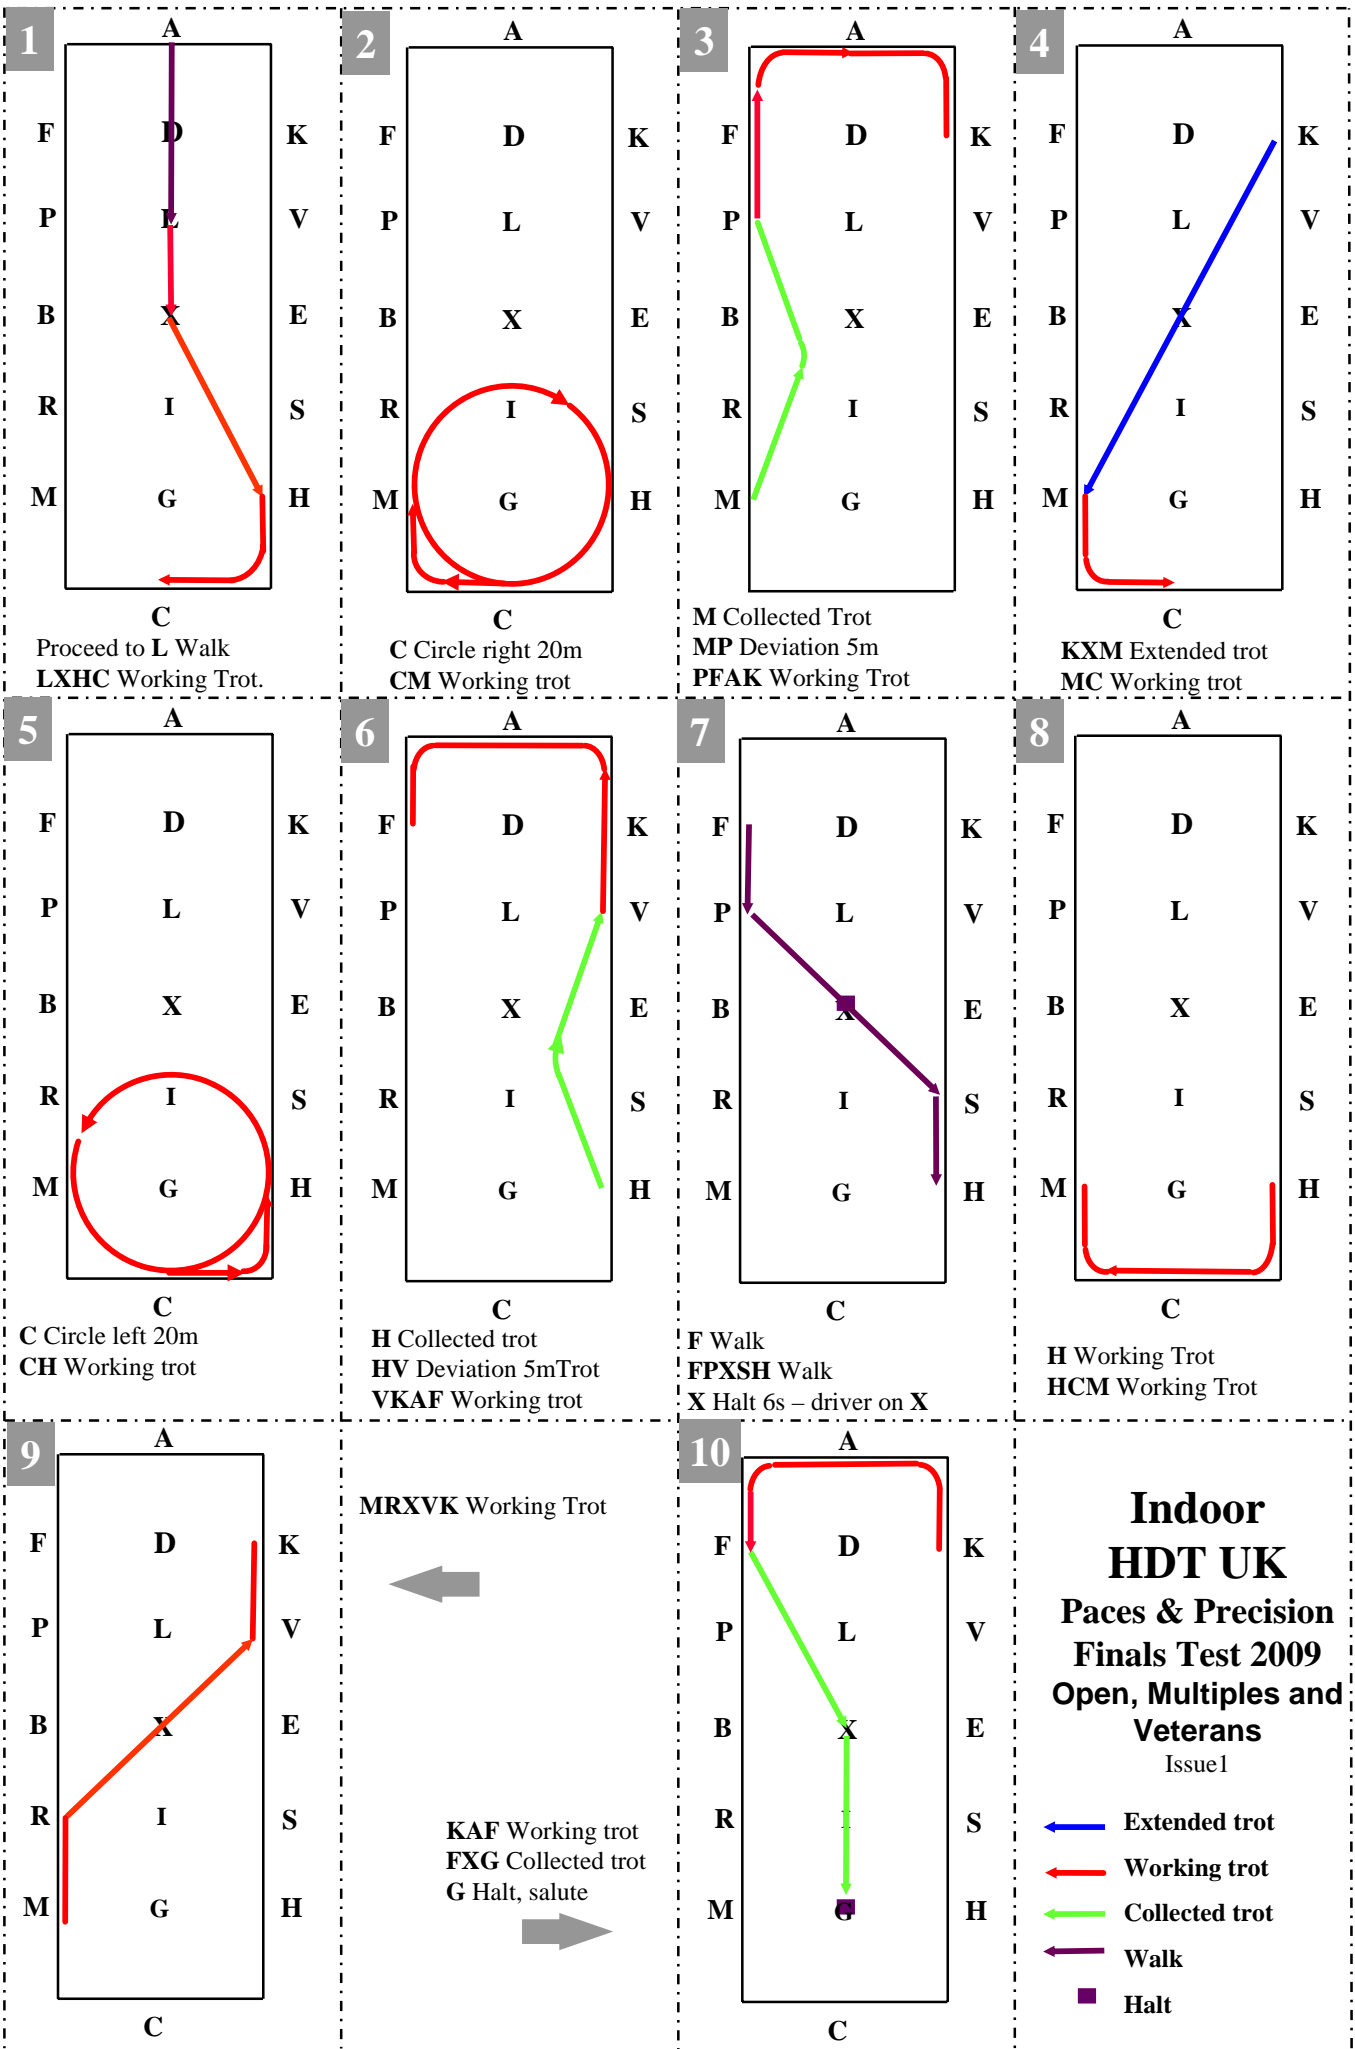 1
A
F D K
P L V
B X E
R I S
M G H
C
Proceed to L Walk
LXHC Working Trot.
2
A
F D K
P L V
B X E
R I S
M G H
C
C Circle right 20m
CM Working trot
3
A
F D K
P L V
B X E
R I S
M G H
M Collected Trot
MP Deviation 5m
PFAK Working Trot
4
A
F D K
P L V
B X E
R I S
M G H
C
KXM Extended trot
MC Working trot
5
A
F D K
P L V
B X E
R I S
M G H
C
C Circle left 20m
CH Working trot
6
A
F D K
P L V
B X E
R I S
M G H
C
H Collected trot
HV Deviation 5mTrot
VKAF Working trot
7
A
F D K
P L V
B X E
R I S
M G H
C
F Walk
FPXSH Walk
X Halt 6s – driver on X
8
A
F D K
P L V
B X E
R I S
M G H
C
H Working Trot
HCM Working Trot
9
A
F D K
P L V
B X E
R I S
M G H
C
MRXVK Working Trot
KAF Working trot
FXG Collected trot
G Halt, salute
10
A
F D K
P L V
B X E
R I S
M G H
C
Indoor
HDT UK
Paces & Precision
Finals Test 2009
Open, Multiples and
Veterans
Issue1
Extended trot
Working trot
Collected trot
Walk
Halt